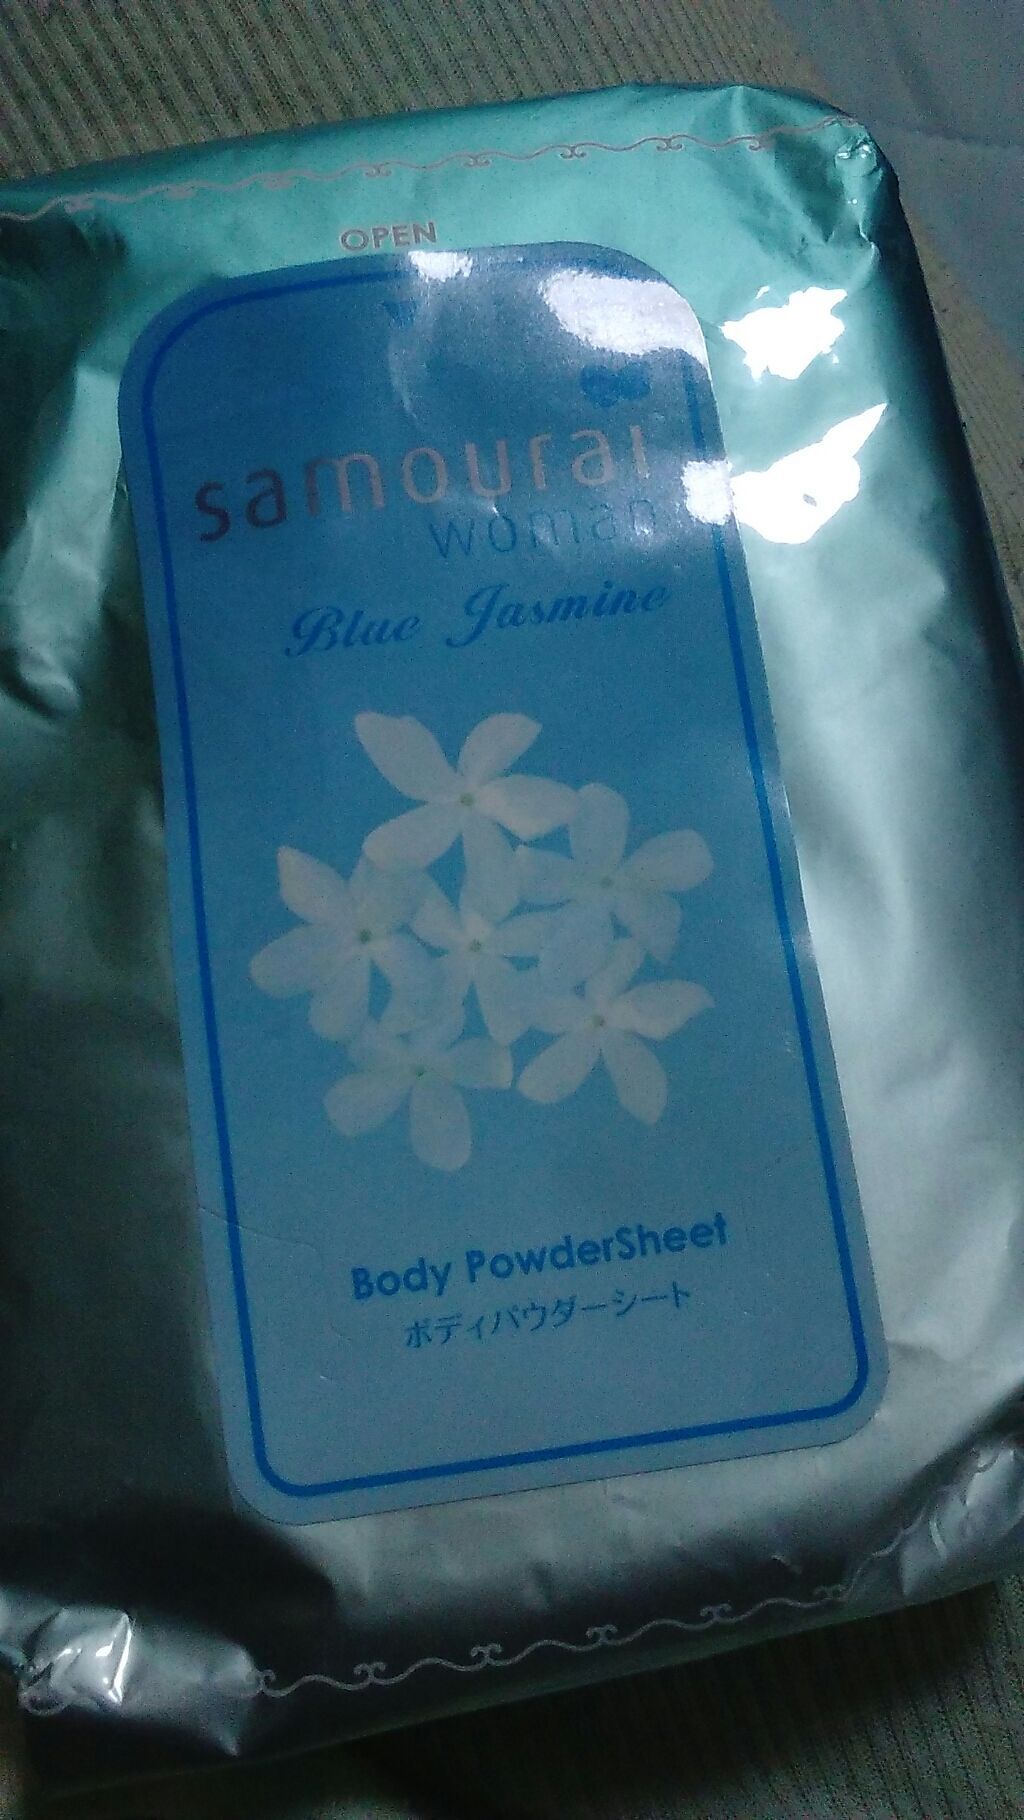 OPEN
samourai
woman
Blue Jasmine
Body PowderSheet
ボディパウダーシート